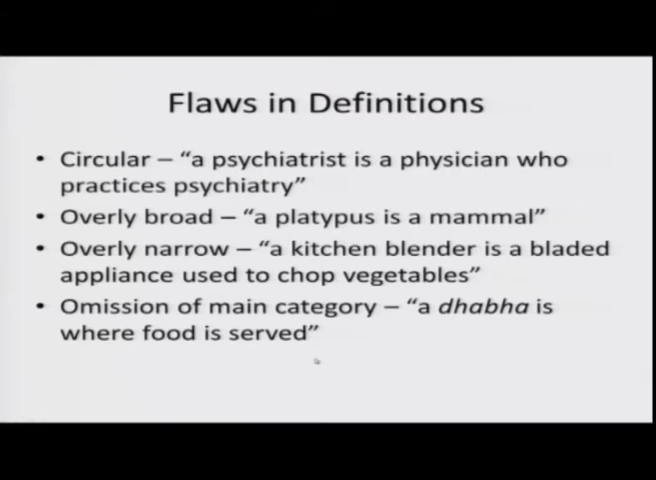 Flaws in Definitions
• Circular – “a psychiatrist is a physician who
practices psychiatry”
• Overly broad – “a platypus is a mammal”
• Overly narrow – “a kitchen blender is a bladed
appliance used to chop vegetables”
• Omission of main category – “a dhabha is
where food is served”